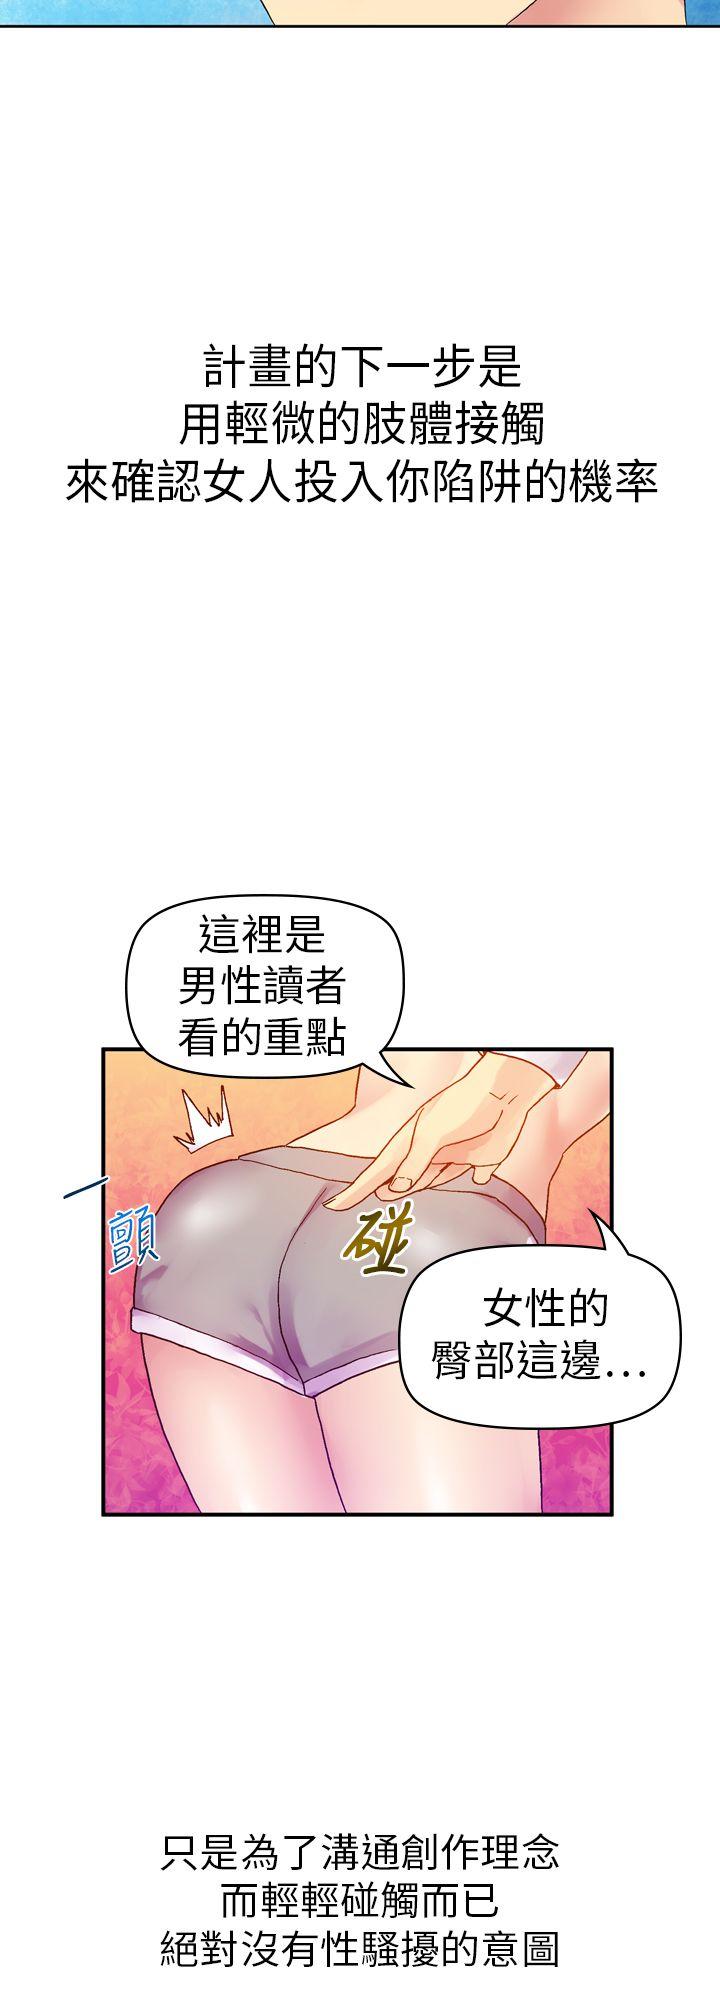 計畫的下一步是
用輕微的肢體接觸
來確認女人投入你陷阱的機率
這裡是
男性讀者
看的重點
顫
碰
女性的
臀部這邊...
只是為了溝通創作理念
而輕輕碰觸而已
絕對沒有性騷擾的意圖